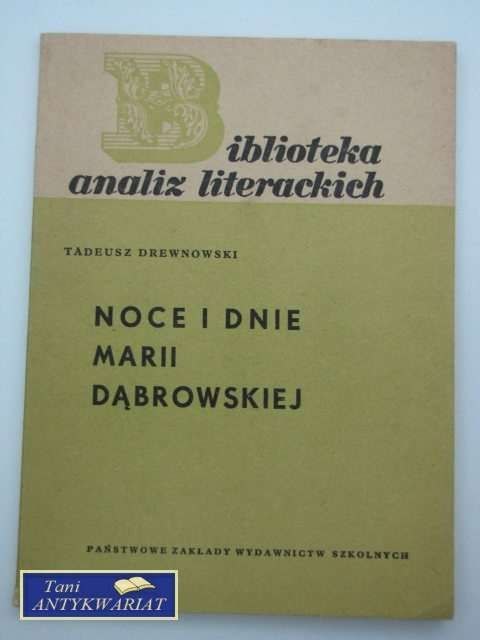 Biblioteka
analiz literackich
TADEUSZ DREWNOWSKI
NOCE I DNIE
MARII
DĄBROWSKIEJ
PAŃSTWOWE ZAKŁADY WYDAWNICTW SZKOLNYCH
Tani
ANTYKWARIAT